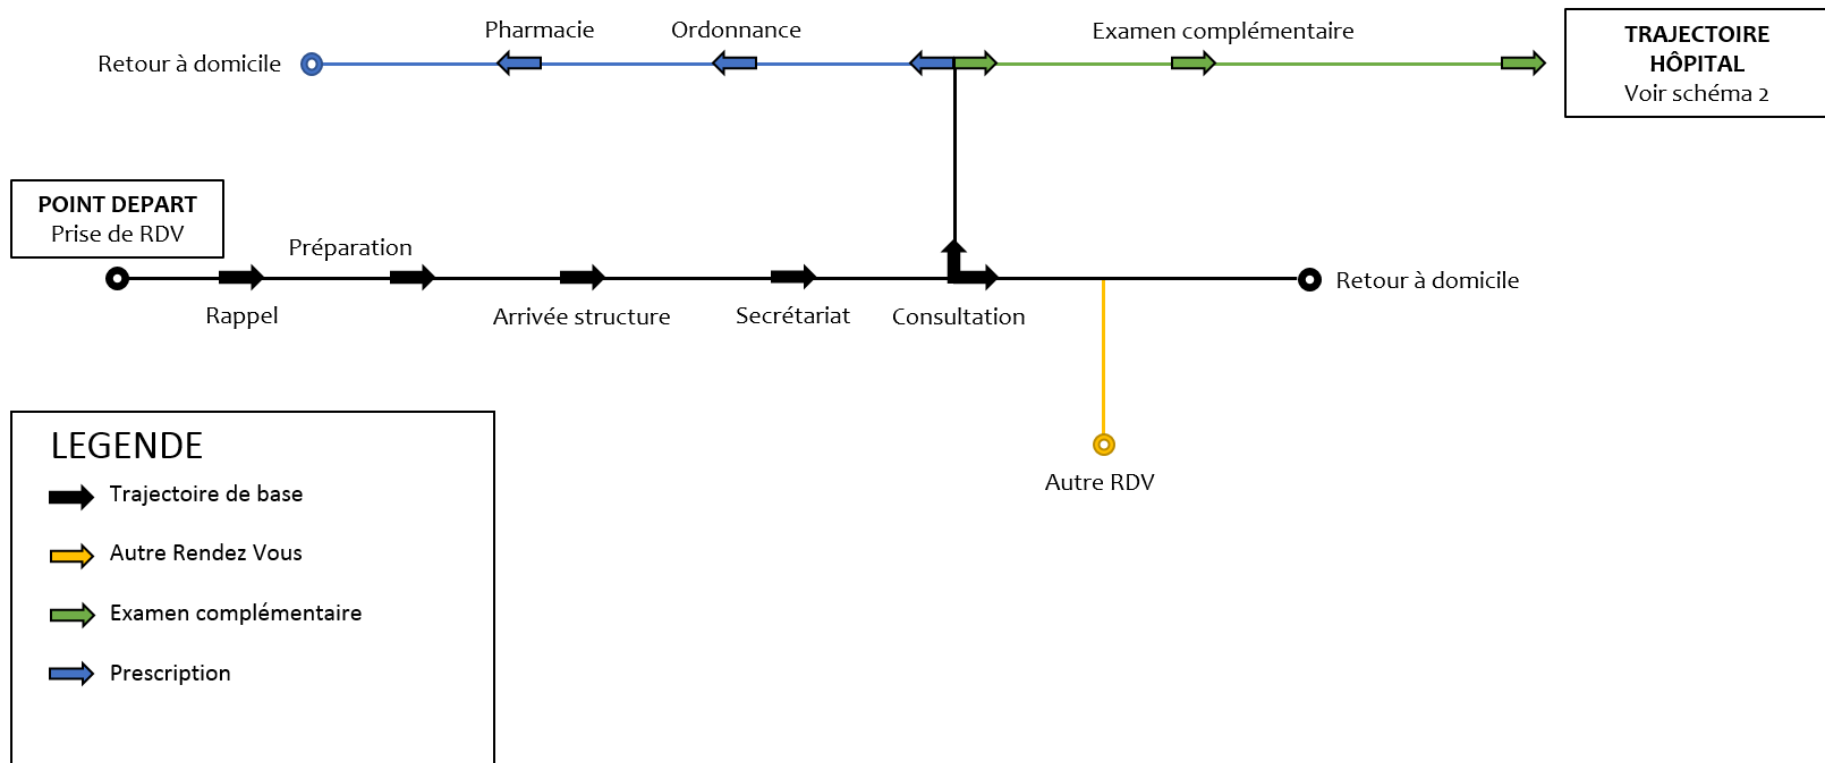 Pharmacie
Ordonnance
Examen complémentaire
TRAJECTOIRE
HÔPITAL
Voir schéma 2
Retour à domicile
POINT DEPART
Prise de RDV
Préparation
Retour à domicile
Rappel
Arrivée structure
Secrétariat
Consultation
Autre RDV
LEGENDE
Trajectoire de base
Autre Rendez Vous
Examen complémentaire
Prescription